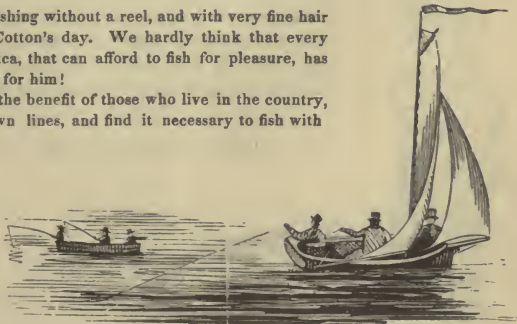 shing without a reel, and with very fine hair
Cotton's day. We hardly think that every
ca, that can afford to fish for pleasure, has
for him!
the benefit of those who live in the country,
wn lines, and find it necessary to fish with